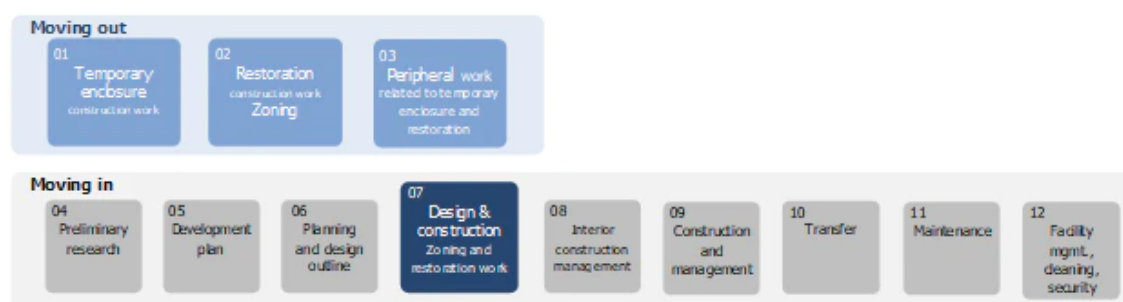 Moving out
01
Temporary
enclosure
construction work
02
Restoration
construction work
Zoning
03
Peripheral work
related to temporary
enclosure and
restoration
Moving in
04
Preliminary
research
05
Development
plan
06
Planning
and design
outline
07
Design &
construction
Zoning and
restoration work
08
Interior
construction
management
09
Construction
and
management
10
Transfer
11
Maintenance
12
Facility
mgmt.,
cleaning,
security